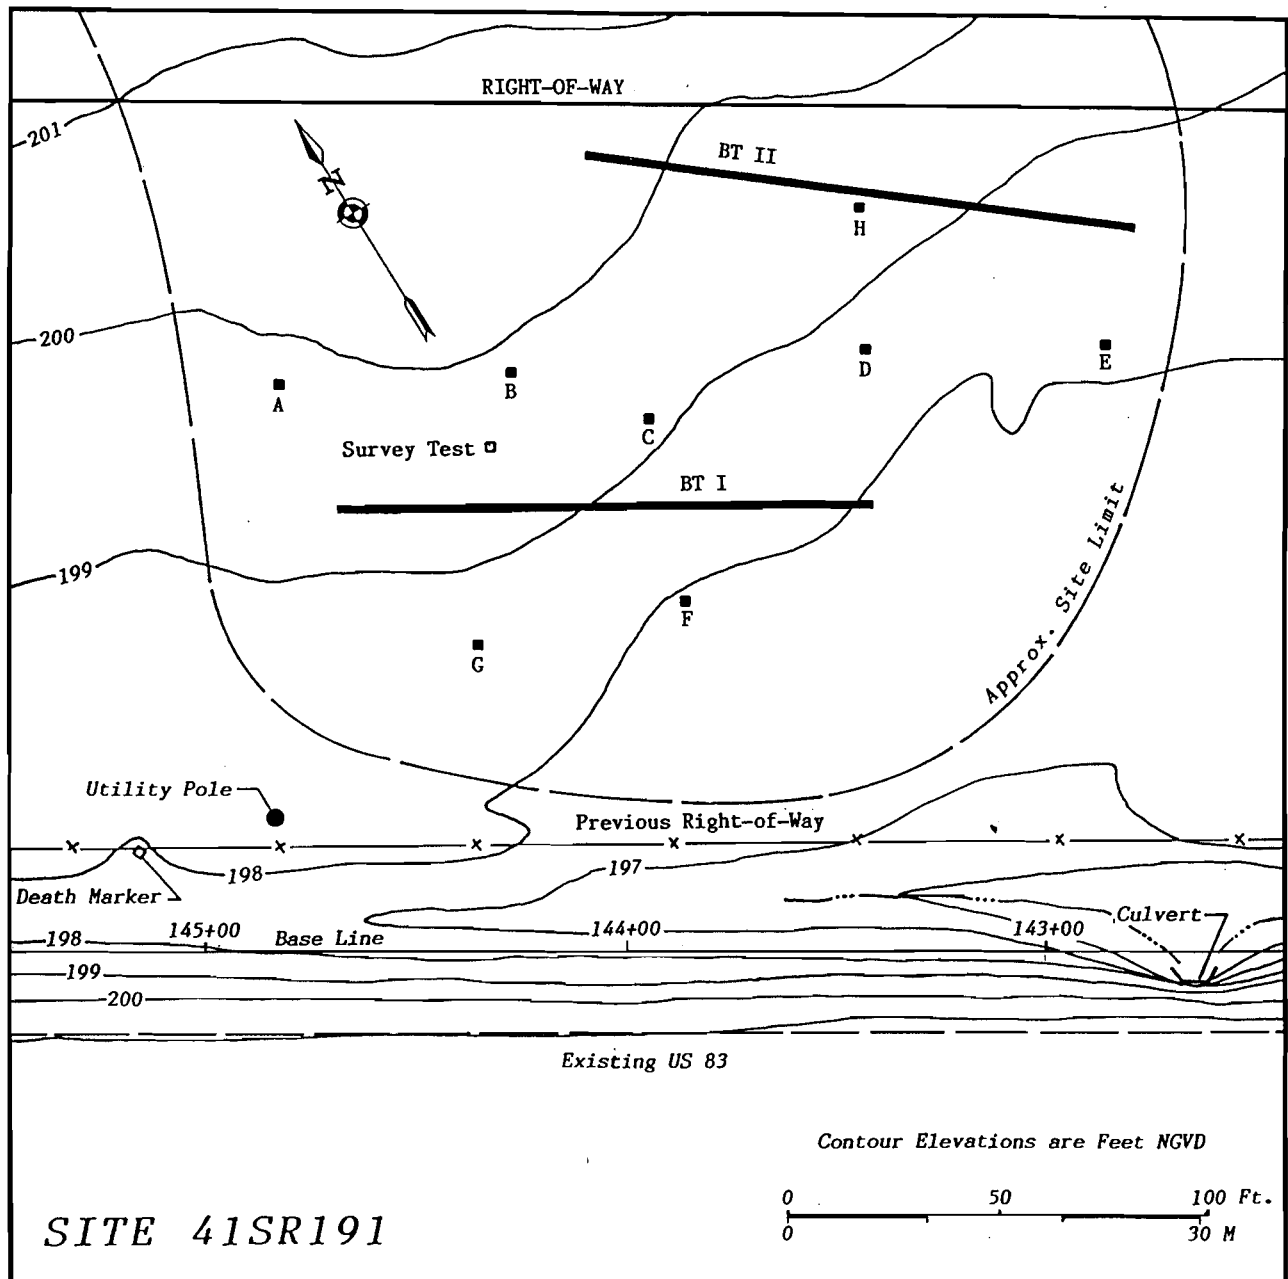 RIGHT-OF-WAY
201
BT II
N
H
200
A
B
D
E
C
Survey Test
BT I
199
Approx. Site Limit
F
G
Utility Pole
Previous Right-of-Way
198
197
Death Marker
145+00
144+00
143+00
Culvert
198
Base Line
199
200
Existing US 83
Contour Elevations are Feet NGVD
0 50 100 Ft.
0 30 M
SITE 41SR191